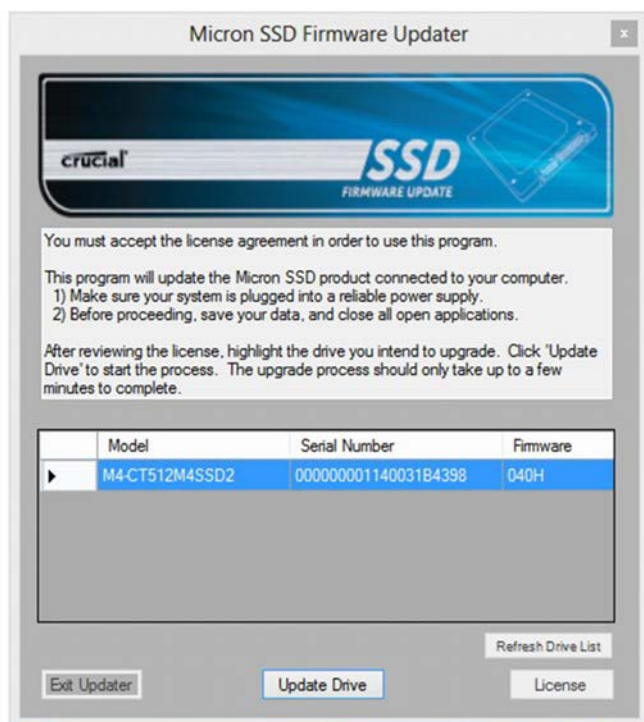 Micron SSD Firmware Updater
x
crucial
SSD
FIRMWARE UPDATE
You must accept the license agreement in order to use this program.
This program will update the Micron SSD product connected to your computer.
1) Make sure your system is plugged into a reliable power supply.
2) Before proceeding, save your data, and close all open applications.
After reviewing the license, highlight the drive you intend to upgrade. Click 'Update
Drive' to start the process. The upgrade process should only take up to a few
minutes to complete.
Model Serial Number Firmware
M4-CT512M4SSD2 000000001140031B4398 040H
Refresh Drive List
Exit Updater Update Drive License